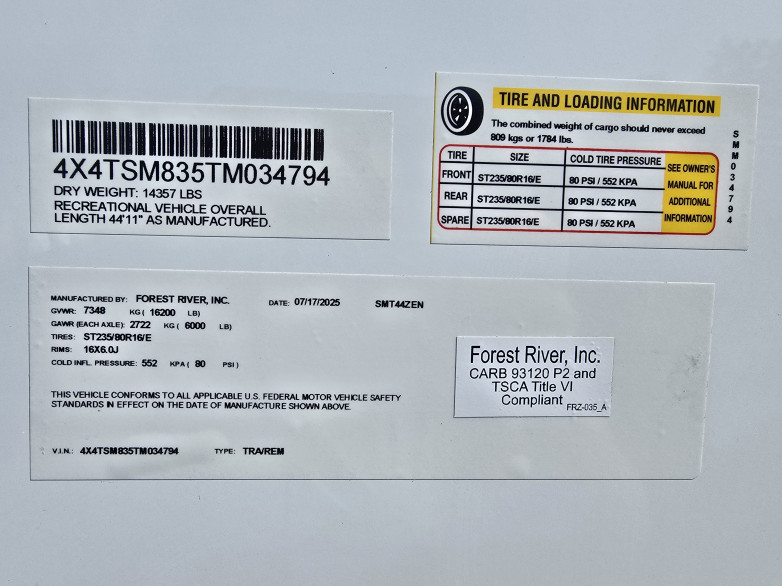 4X4TSM835TM034794
DRY WEIGHT: 14357 LBS
RECREATIONAL VEHICLE OVERALL
LENGTH 44'11" AS MANUFACTURED.
TIRE AND LOADING INFORMATION
The combined weight of cargo should never exceed
809 kgs or 1784 lbs.
TIRE SIZE COLD TIRE PRESSURE SEE OWNER'S
FRONT ST235/80R16/E 80 PSI / 552 KPA MANUAL FOR
REAR ST235/80R16/E 80 PSI / 552 KPA ADDITIONAL
SPARE ST235/80R16/E 80 PSI / 552 KPA INFORMATION
SMM034794
MANUFACTURED BY: FOREST RIVER, INC. DATE: 07/17/2025 SMT44ZEN
GVWR: 7348 KG ( 16200 LB)
GAWR (EACH AXLE): 2722 KG ( 6000 LB)
TIRES: ST235/80R16/E
RIMS: 16X6.0J
COLD INFL. PRESSURE: 552 KPA ( 80 PSI )
THIS VEHICLE CONFORMS TO ALL APPLICABLE U.S. FEDERAL MOTOR VEHICLE SAFETY
STANDARDS IN EFFECT ON THE DATE OF MANUFACTURE SHOWN ABOVE.
V.I.N.: 4X4TSM835TM034794 TYPE: TRA/REM
Forest River, Inc.
CARB 93120 P2 and
TSCA Title VI
Compliant
FRZ-035_A